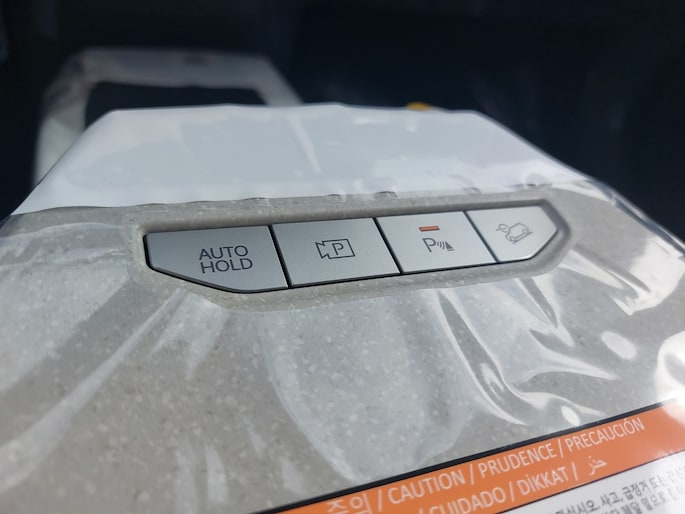 AUTO
HOLD
P
P
주의 / CAUTION / PRUDENCE / PRECAUCIÓN
CUIDADO / DİKKAT / حذر